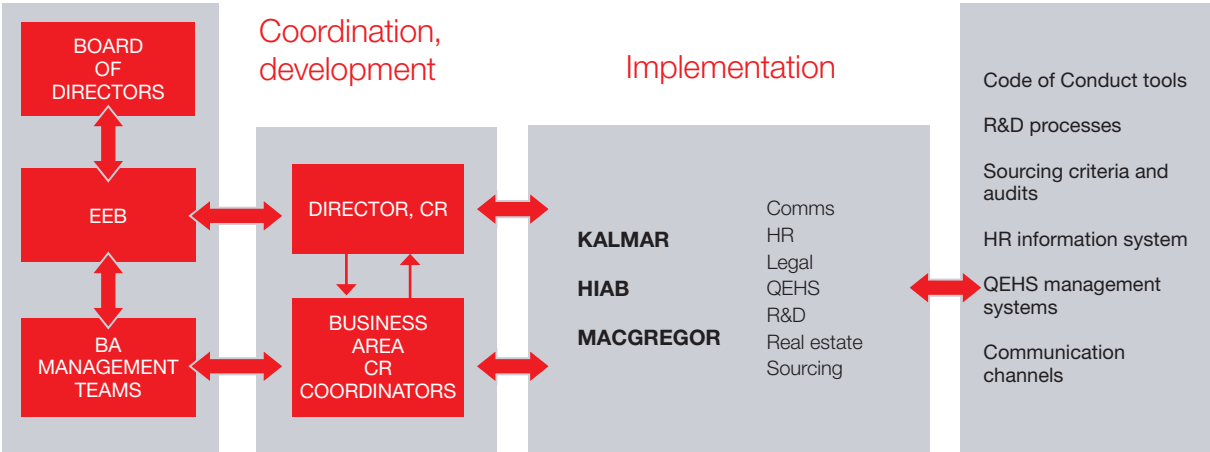 BOARD
OF
DIRECTORS
EEB
BA
MANAGEMENT
TEAMS
Coordination,
development
DIRECTOR, CR
BUSINESS
AREA
CR
COORDINATORS
Implementation
KALMAR
HIAB
MACGREGOR
Comms
HR
Legal
QEHS
R&D
Real estate
Sourcing
Code of Conduct tools
R&D processes
Sourcing criteria and
audits
HR information system
QEHS management
systems
Communication
channels